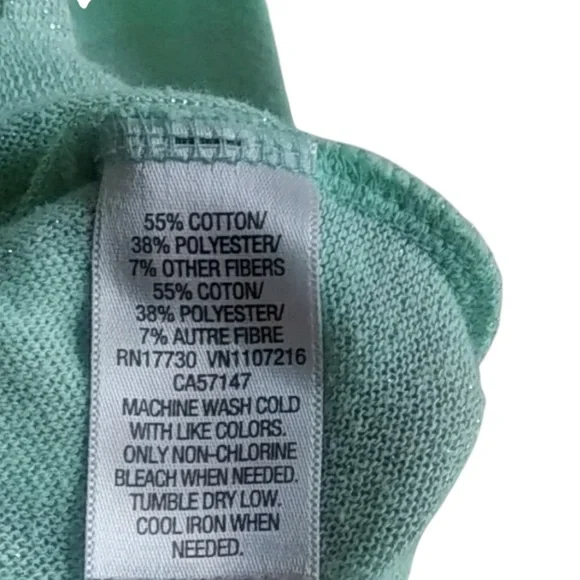 55% COTTON/
38% POLYESTER/
7% OTHER FIBERS
55% COTON/
38% POLYESTER/
7% AUTRE FIBRE
RN17730 VN1107216
CA57147
MACHINE WASH COLD
WITH LIKE COLORS.
ONLY NON-CHLORINE
BLEACH WHEN NEEDED.
TUMBLE DRY LOW.
COOL IRON WHEN
NEEDED.